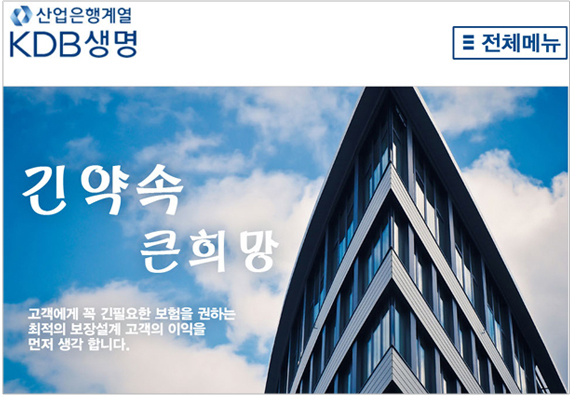 산업은행계열
KDB생명
전체메뉴
긴약속
큰희망
고객에게 꼭 긴필요한 보험을 권하는
최적의 보장설계 고객의 이익을
먼저 생각 합니다.